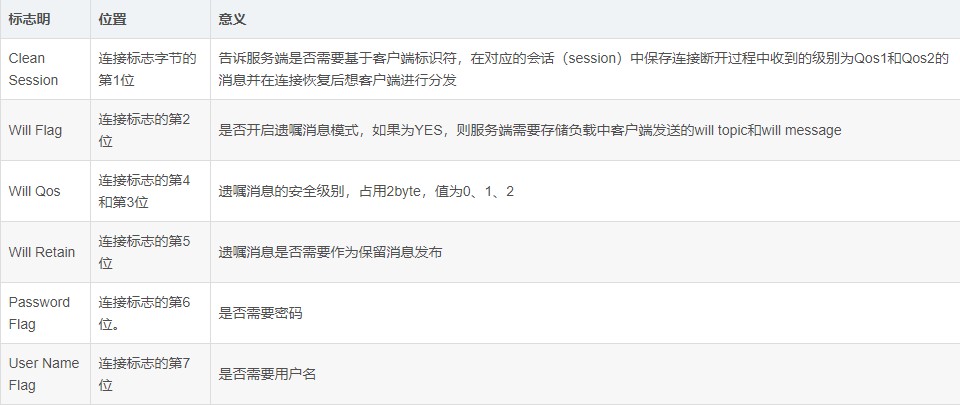 标志明 位置 意义
Clean
Session
连接标志字节的
第1位
告诉服务端是否需要基于客户端标识符，在对应的会话（session）中保存连接断开过程中收到的级别为Qos1和Qos2的
消息并在连接恢复后想客户端进行分发
Will Flag
连接标志的第2
位
是否开启遗嘱消息模式，如果为YES，则服务端需要存储负载中客户端发送的will topic和will message
Will Qos
连接标志的第4
和第3位
遗嘱消息的安全级别，占用2byte，值为0、1、2
Will Retain
连接标志的第5
位
遗嘱消息是否需要作为保留消息发布
Password
Flag
连接标志的第6
位。
是否需要密码
User Name
Flag
连接标志的第7
位
是否需要用户名